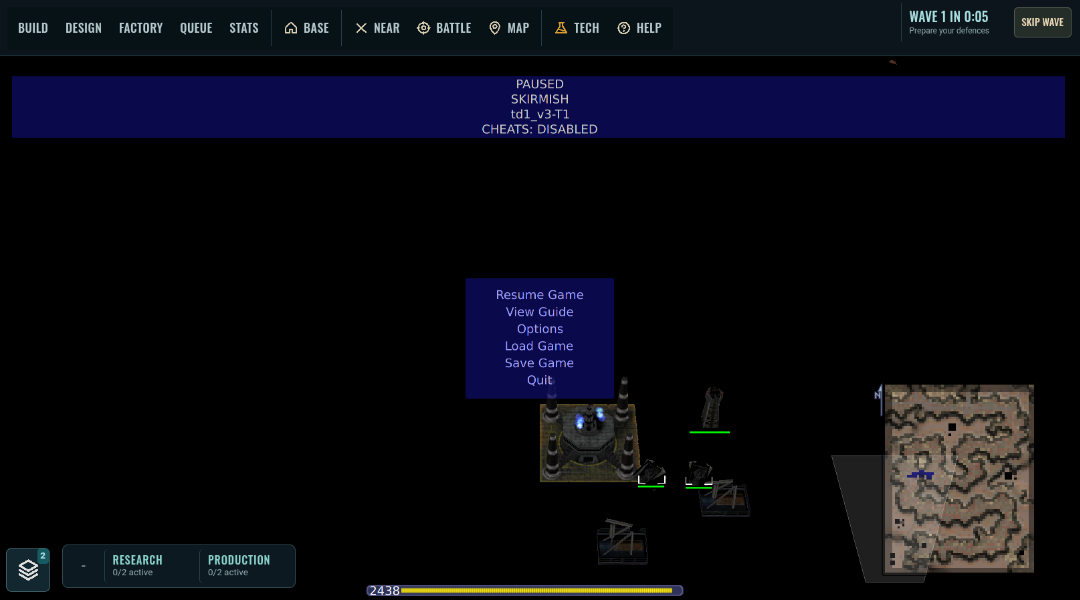 BUILD DESIGN FACTORY QUEUE STATS BASE NEAR BATTLE MAP TECH HELP
WAVE 1 IN 0:05
Prepare your defences
SKIP WAVE
PAUSED
SKIRMISH
td1_v3-T1
CHEATS: DISABLED
Resume Game
View Guide
Options
Load Game
Save Game
Quit
N
2
-
RESEARCH
0/2 active
PRODUCTION
0/2 active
2438